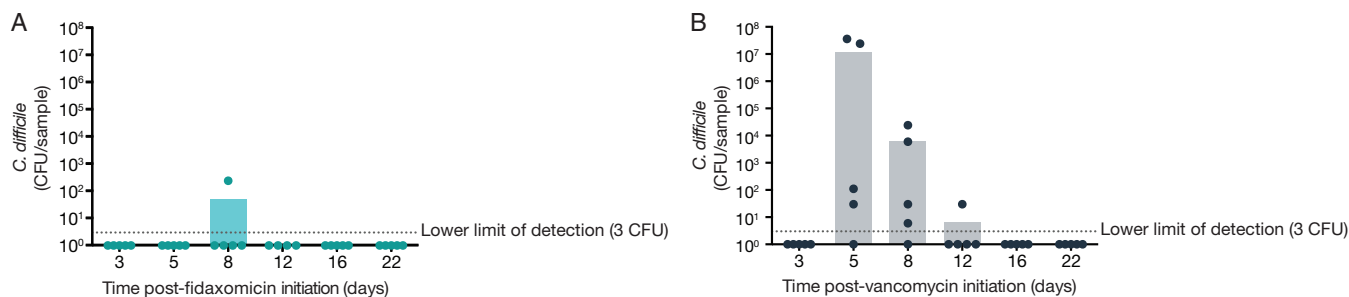 A
C. difficile
(CFU/sample)
10⁸
10⁷
10⁶
10⁵
10⁴
10³
10²
10¹
10⁰
Lower limit of detection (3 CFU)
3 5 8 12 16 22
Time post-fidaxomicin initiation (days)
B
C. difficile
(CFU/sample)
10⁸
10⁷
10⁶
10⁵
10⁴
10³
10²
10¹
10⁰
Lower limit of detection (3 CFU)
3 5 8 12 16 22
Time post-vancomycin initiation (days)